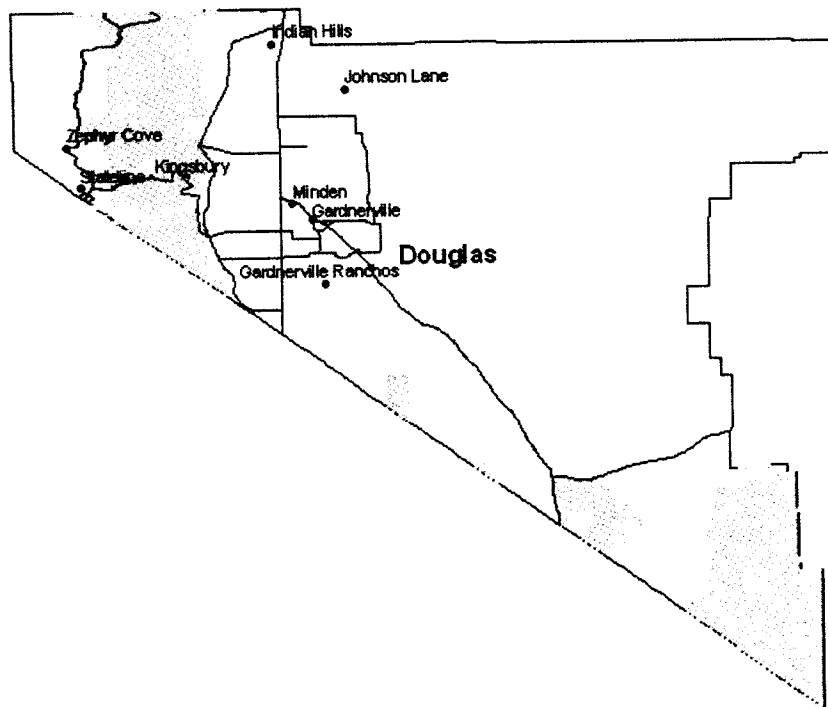 Indian Hills
Johnson Lane
Zephyr Cove
Kingsbury
Stateline
Minden
Gardnerville
Douglas
Gardnerville Ranchos